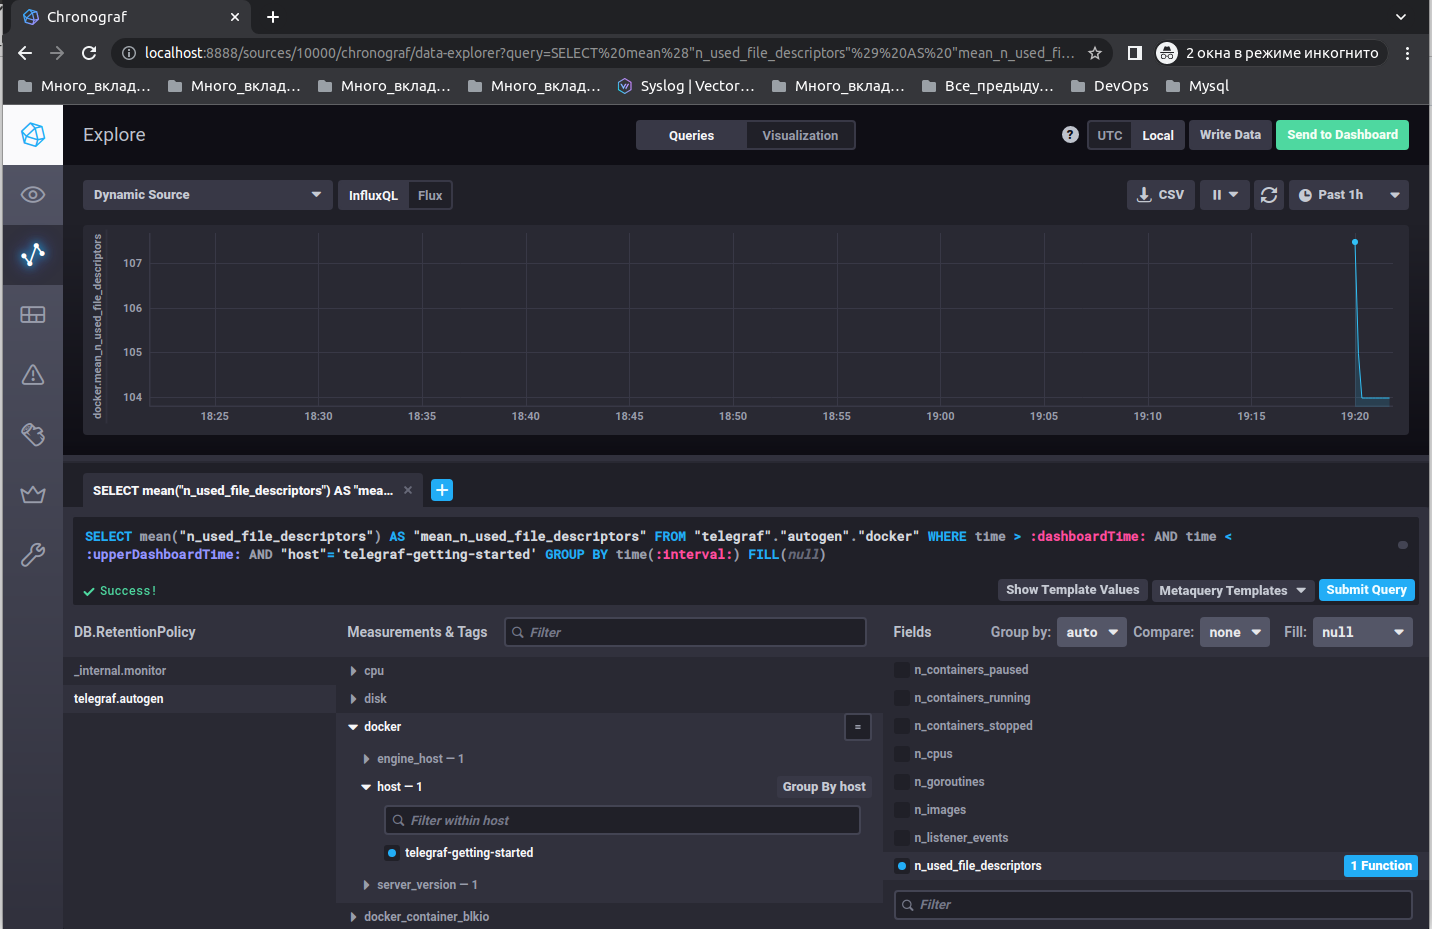 Chronograf
localhost:8888/sources/10000/chronograf/data-explorer?query=SELECT%20mean%28"n_used_file_descriptors"%29%20AS%20"mean_n_used_fi...
2 окна в режиме инкогнито
Много_вклад...
Много_вклад...
Много_вклад...
Много_вклад...
Syslog | Vector...
Много_вклад...
Все_предыду...
DevOps
Mysql
Explore
Queries
Visualization
?
UTC
Local
Write Data
Send to Dashboard
Dynamic Source
InfluxQL
Flux
CSV
Past 1h
docker.mean_n_used_file_descriptors
107
106
105
104
18:25
18:30
18:35
18:40
18:45
18:50
18:55
19:00
19:05
19:10
19:15
19:20
SELECT mean("n_used_file_descriptors") AS "mea...
SELECT mean("n_used_file_descriptors") AS "mean_n_used_file_descriptors" FROM "telegraf"."autogen"."docker" WHERE time > :dashboardTime: AND time <
:upperDashboardTime: AND "host"='telegraf-getting-started' GROUP BY time(:interval:) FILL(null)
Success!
Show Template Values
Metaquery Templates
Submit Query
DB.RetentionPolicy
Measurements & Tags
Filter
Fields
Group by:
auto
Compare:
none
Fill:
null
_internal.monitor
telegraf.autogen
cpu
disk
docker
=
engine_host — 1
host — 1
Group By host
Filter within host
telegraf-getting-started
server_version — 1
docker_container_blkio
n_containers_paused
n_containers_running
n_containers_stopped
n_cpus
n_goroutines
n_images
n_listener_events
n_used_file_descriptors
1 Function
Filter